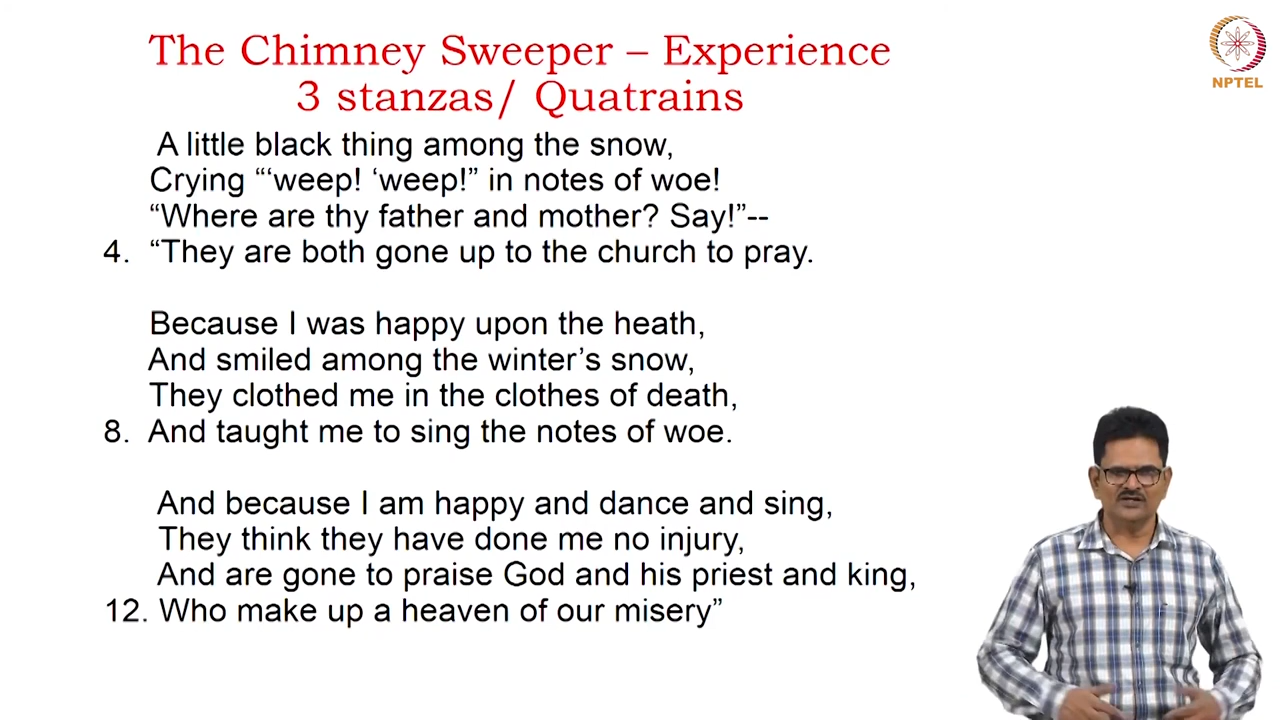 The Chimney Sweeper – Experience
3 stanzas/ Quatrains
NPTEL
A little black thing among the snow,
Crying “‘weep! ‘weep!” in notes of woe!
“Where are thy father and mother? Say!”--
4. “They are both gone up to the church to pray.
Because I was happy upon the heath,
And smiled among the winter’s snow,
They clothed me in the clothes of death,
8. And taught me to sing the notes of woe.
And because I am happy and dance and sing,
They think they have done me no injury,
And are gone to praise God and his priest and king,
12. Who make up a heaven of our misery”